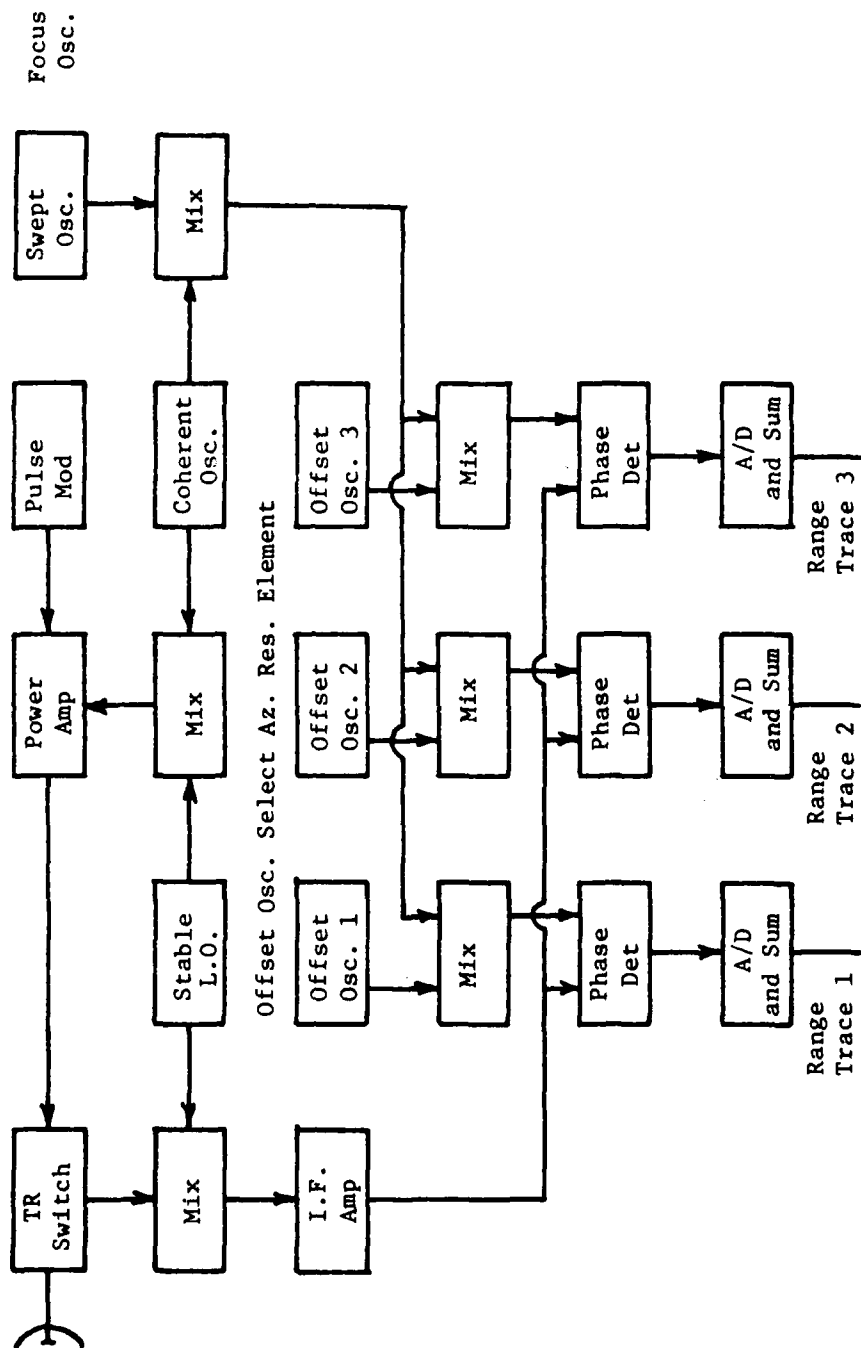 TR
Switch
Power
Amp
Pulse
Mod
Swept
Osc.
Focus
Osc.
Mix
Stable
L.O.
Mix
Coherent
Osc.
Mix
I.F.
Amp
Offset Osc. Select Az. Res. Element
Offset
Osc. 1
Offset
Osc. 2
Offset
Osc. 3
Mix
Mix
Mix
Phase
Det
Phase
Det
Phase
Det
A/D
and Sum
A/D
and Sum
A/D
and Sum
Range
Trace 1
Range
Trace 2
Range
Trace 3